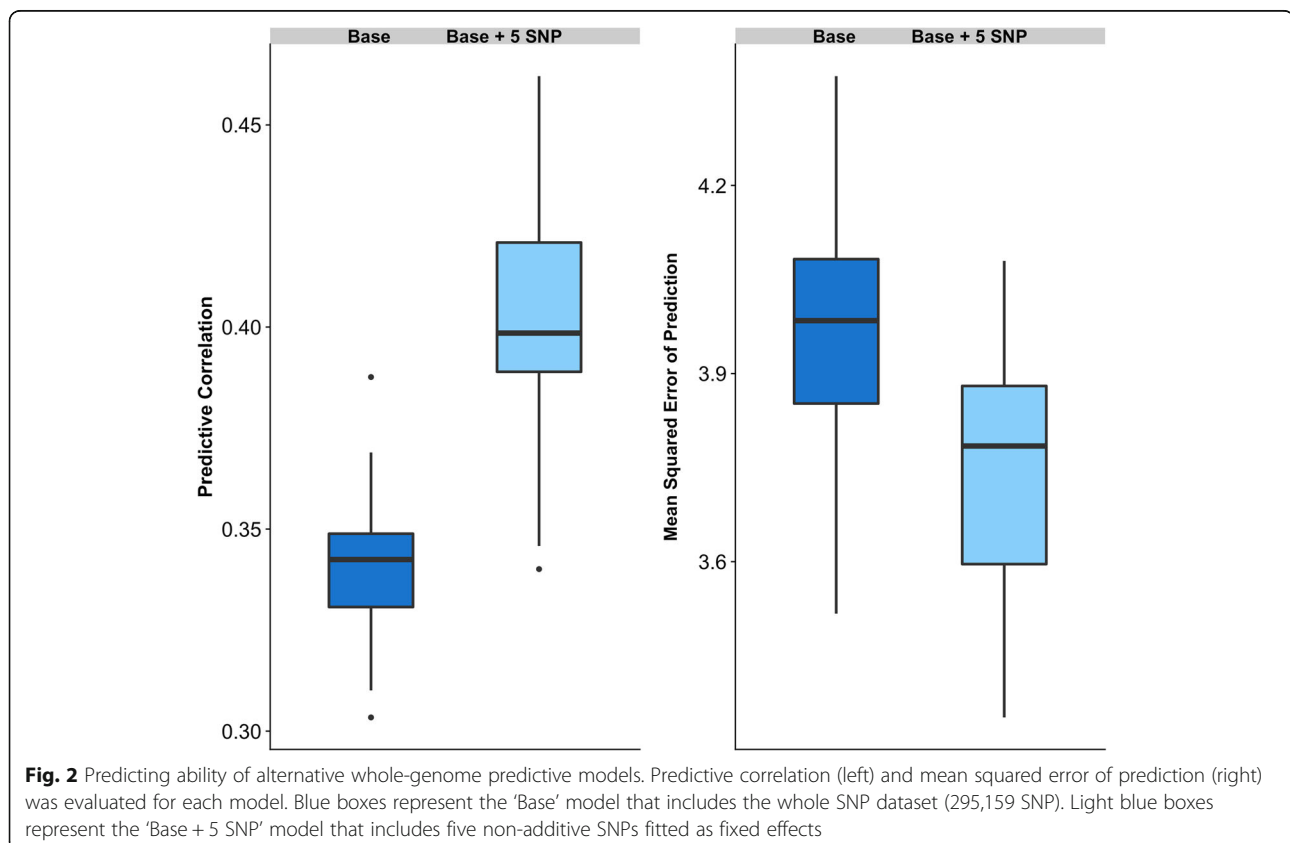 Base Base + 5 SNP
Predictive Correlation
0.45
0.40
0.35
0.30
Base Base + 5 SNP
Mean Squared Error of Prediction
4.2
3.9
3.6
Fig. 2 Predicting ability of alternative whole-genome predictive models. Predictive correlation (left) and mean squared error of prediction (right)
was evaluated for each model. Blue boxes represent the ‘Base’ model that includes the whole SNP dataset (295,159 SNP). Light blue boxes
represent the ‘Base + 5 SNP’ model that includes five non-additive SNPs fitted as fixed effects